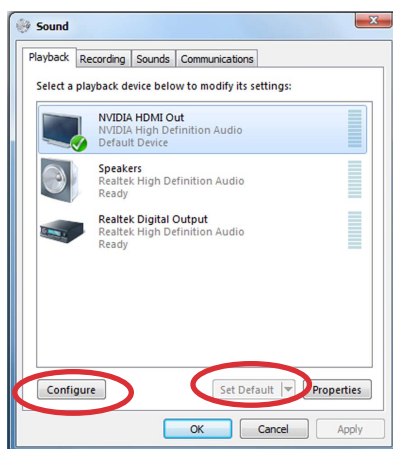 Sound
Playback Recording Sounds Communications
Select a playback device below to modify its settings:
NVIDIA HDMI Out
NVIDIA High Definition Audio
Default Device
Speakers
Realtek High Definition Audio
Ready
Realtek Digital Output
Realtek High Definition Audio
Ready
Configure Set Default Properties
OK Cancel Apply